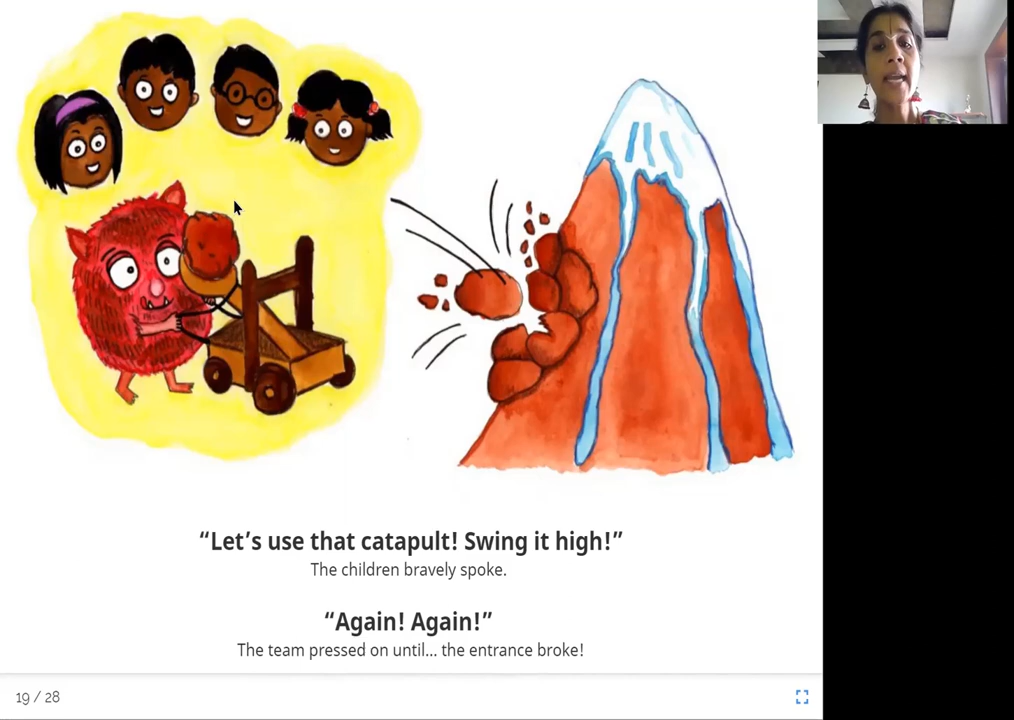 “Let’s use that catapult! Swing it high!”
The children bravely spoke.
“Again! Again!”
The team pressed on until... the entrance broke!
19 / 28